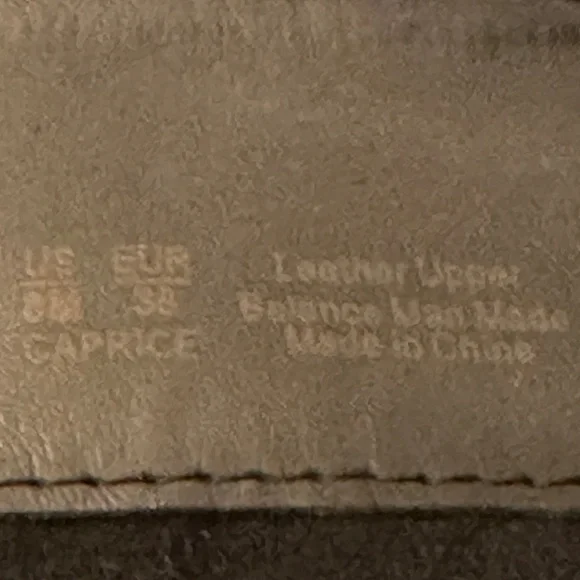 US EUR
8M 38
CAPRICE
Leather Upper
Balance Man Made
Made in China